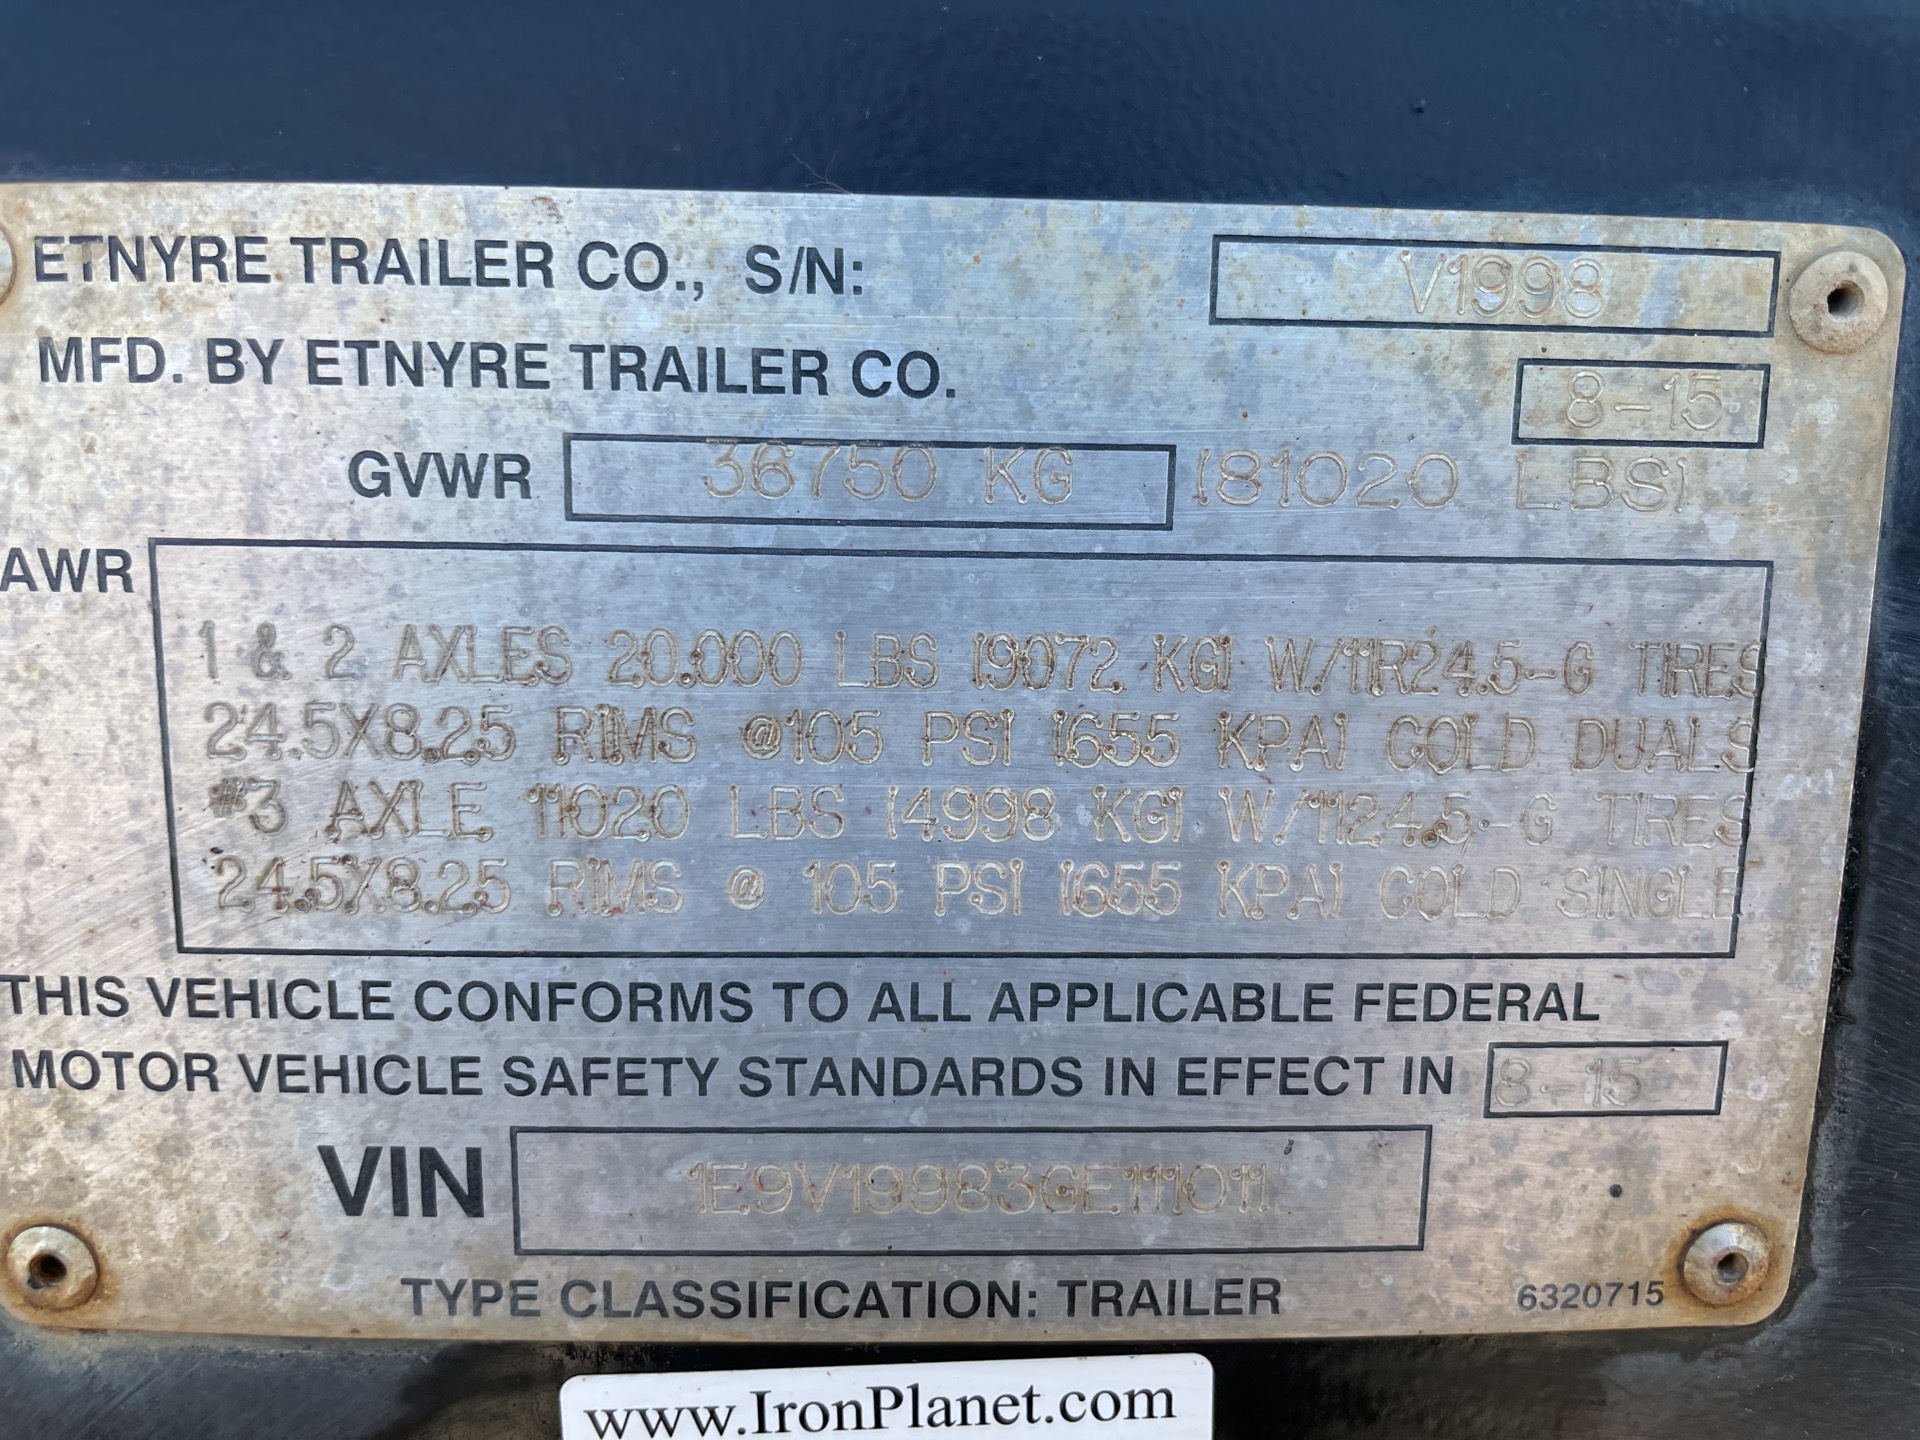 ETNYRE TRAILER CO., S/N: V1998
MFD. BY ETNYRE TRAILER CO. 8-15
GVWR 36750 KG (81020 LBS)
AWR
1 & 2 AXLES 20.000 LBS (9072 KG) W/11R24.5-G TIRES
24.5X8.25 RIMS @105 PSI (655 KPA) COLD DUALS
#3 AXLE 11020 LBS (4998 KG) W/1124.5-G TIRES
24.5X8.25 RIMS @ 105 PSI (655 KPA) COLD SINGLE
THIS VEHICLE CONFORMS TO ALL APPLICABLE FEDERAL
MOTOR VEHICLE SAFETY STANDARDS IN EFFECT IN 8-15
VIN 1E9V19983GE111011
TYPE CLASSIFICATION: TRAILER 6320715
www.IronPlanet.com